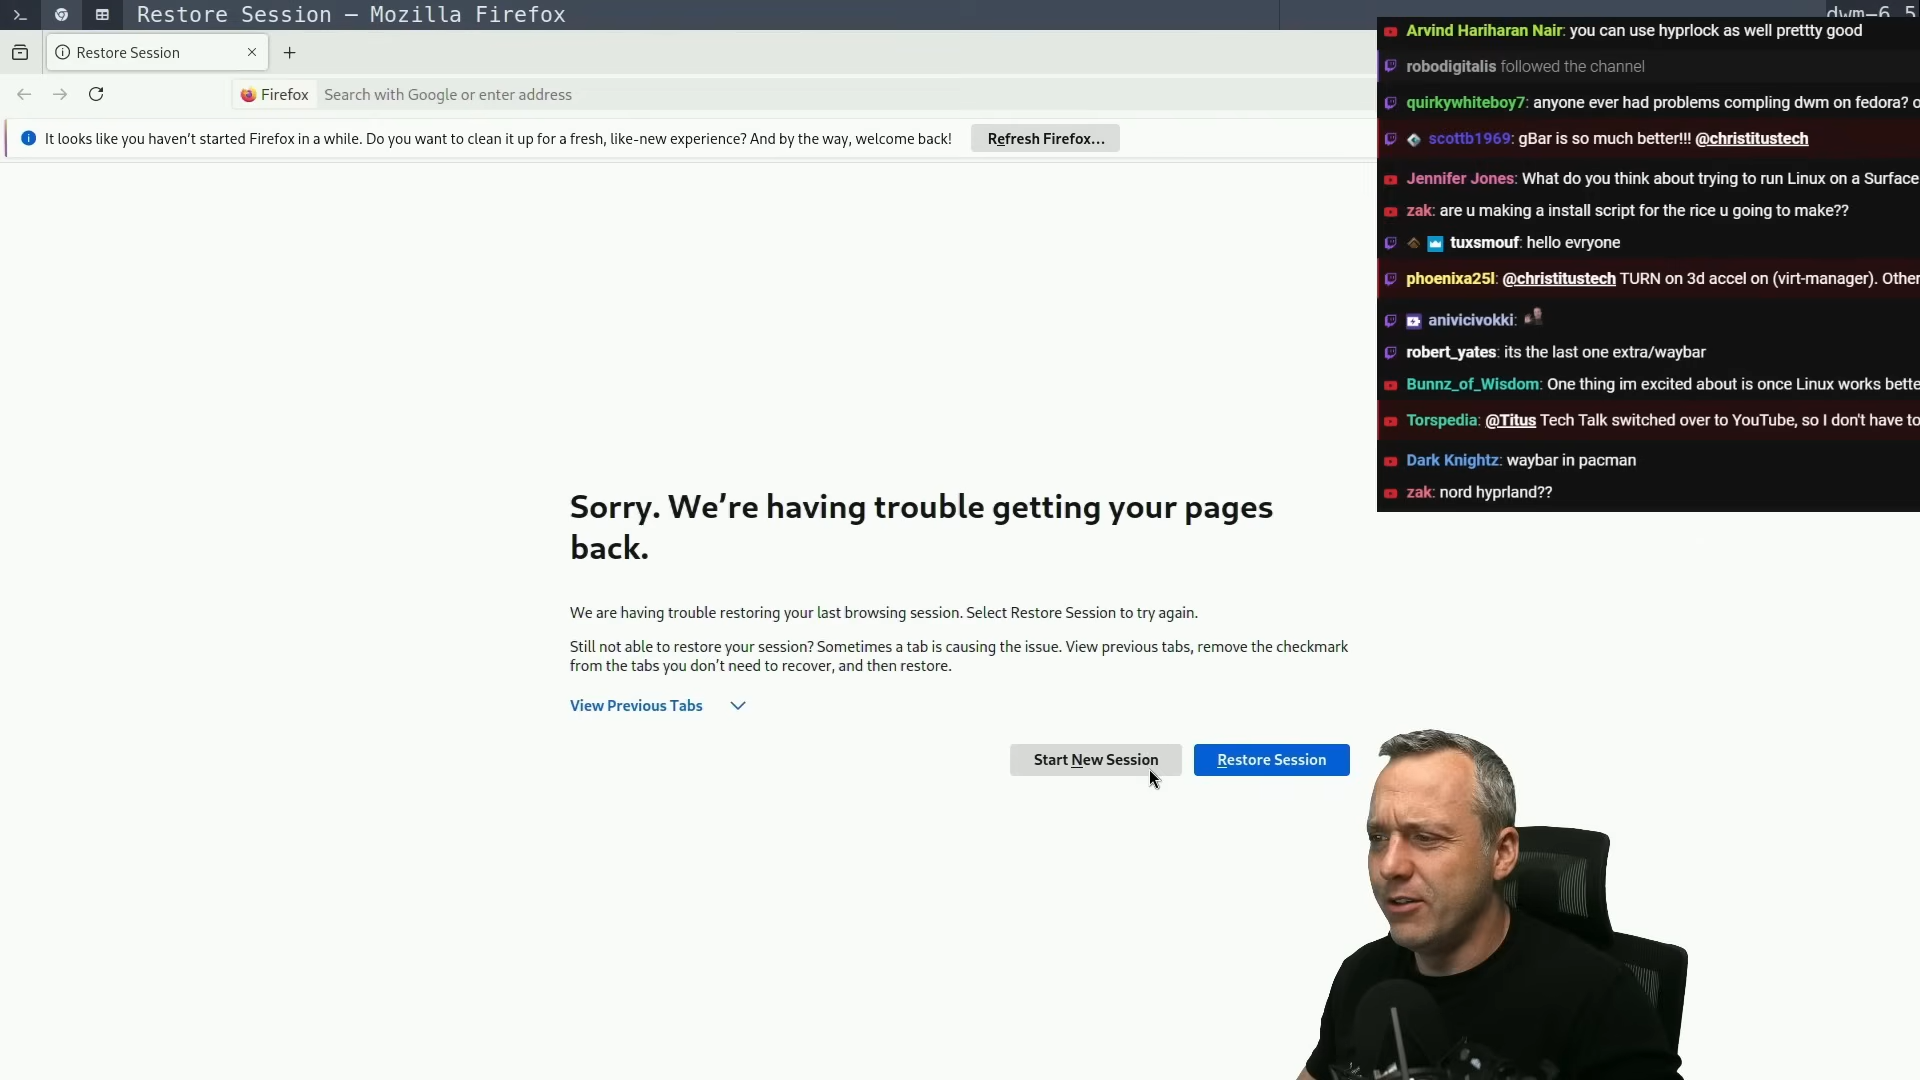 Restore Session — Mozilla Firefox
dwm-6.5
Restore Session
Firefox
Search with Google or enter address
It looks like you haven’t started Firefox in a while. Do you want to clean it up for a fresh, like-new experience? And by the way, welcome back!
Refresh Firefox…
Arvind Hariharan Nair: you can use hyprlock as well prettty good
robodigitalis followed the channel
quirkywhiteboy7: anyone ever had problems compling dwm on fedora?
scottb1969: gBar is so much better!!! @christitustech
Jennifer Jones: What do you think about trying to run Linux on a Surface
zak: are u making a install script for the rice u going to make??
tuxsmouf: hello evryone
phoenixa25l: @christitustech TURN on 3d accel on (virt-manager). Other
anivicivokki:
robert_yates: its the last one extra/waybar
Bunnz_of_Wisdom: One thing im excited about is once Linux works bette
Torspedia: @Titus Tech Talk switched over to YouTube, so I don't have to
Dark Knightz: waybar in pacman
zak: nord hyprland??
Sorry. We’re having trouble getting your pages
back.
We are having trouble restoring your last browsing session. Select Restore Session to try again.
Still not able to restore your session? Sometimes a tab is causing the issue. View previous tabs, remove the checkmark
from the tabs you don’t need to recover, and then restore.
View Previous Tabs
Start New Session
Restore Session